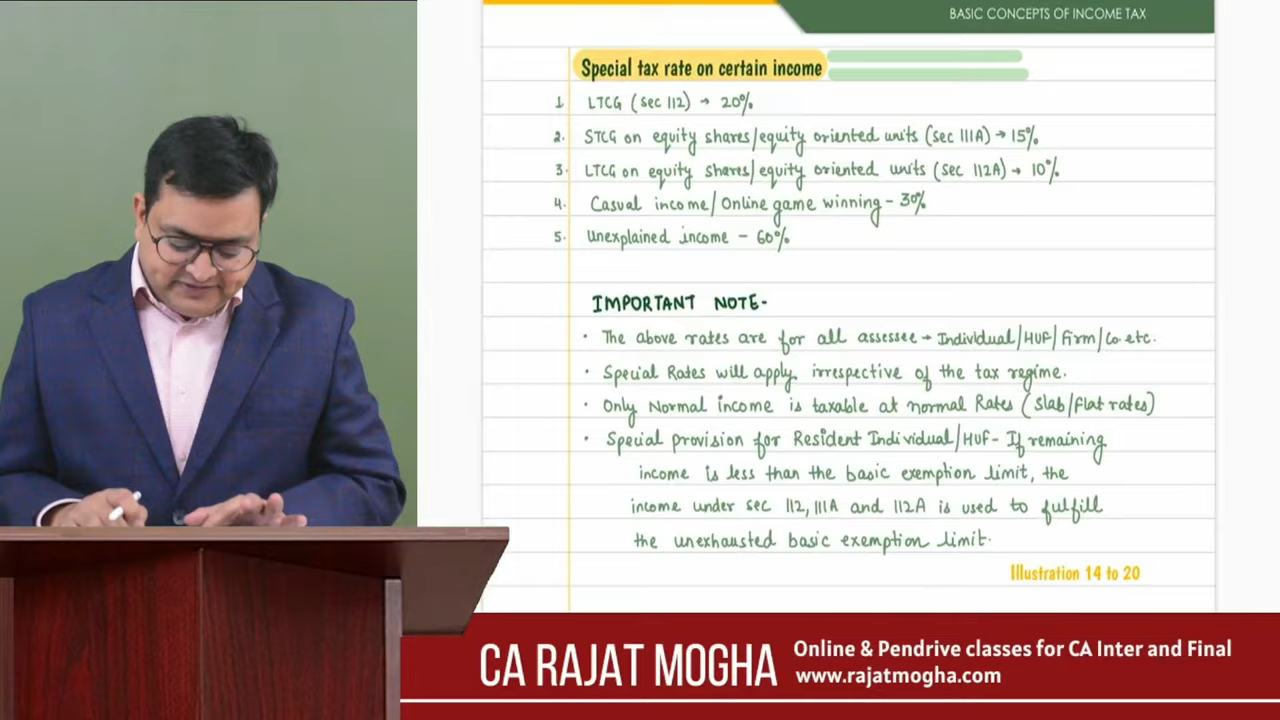 BASIC CONCEPTS OF INCOME TAX
Special tax rate on certain income
1. LTCG (sec 112) → 20%
2. STCG on equity shares/equity oriented units (sec 111A) → 15%
3. LTCG on equity shares/equity oriented units (sec 112A) → 10%
4. Casual income/Online game winning - 30%
5. Unexplained income - 60%
IMPORTANT NOTE-
• The above rates are for all assessee → Individual/HUF/Firm/Co etc.
• Special Rates will apply irrespective of the tax regime.
• Only Normal income is taxable at normal Rates (Slab/Flat rates)
• Special provision for Resident Individual/HUF- If remaining
income is less than the basic exemption limit, the
income under sec 112, 111A and 112A is used to fulfill
the unexhausted basic exemption limit.
Illustration 14 to 20
CA RAJAT MOGHA
Online & Pendrive classes for CA Inter and Final
www.rajatmogha.com